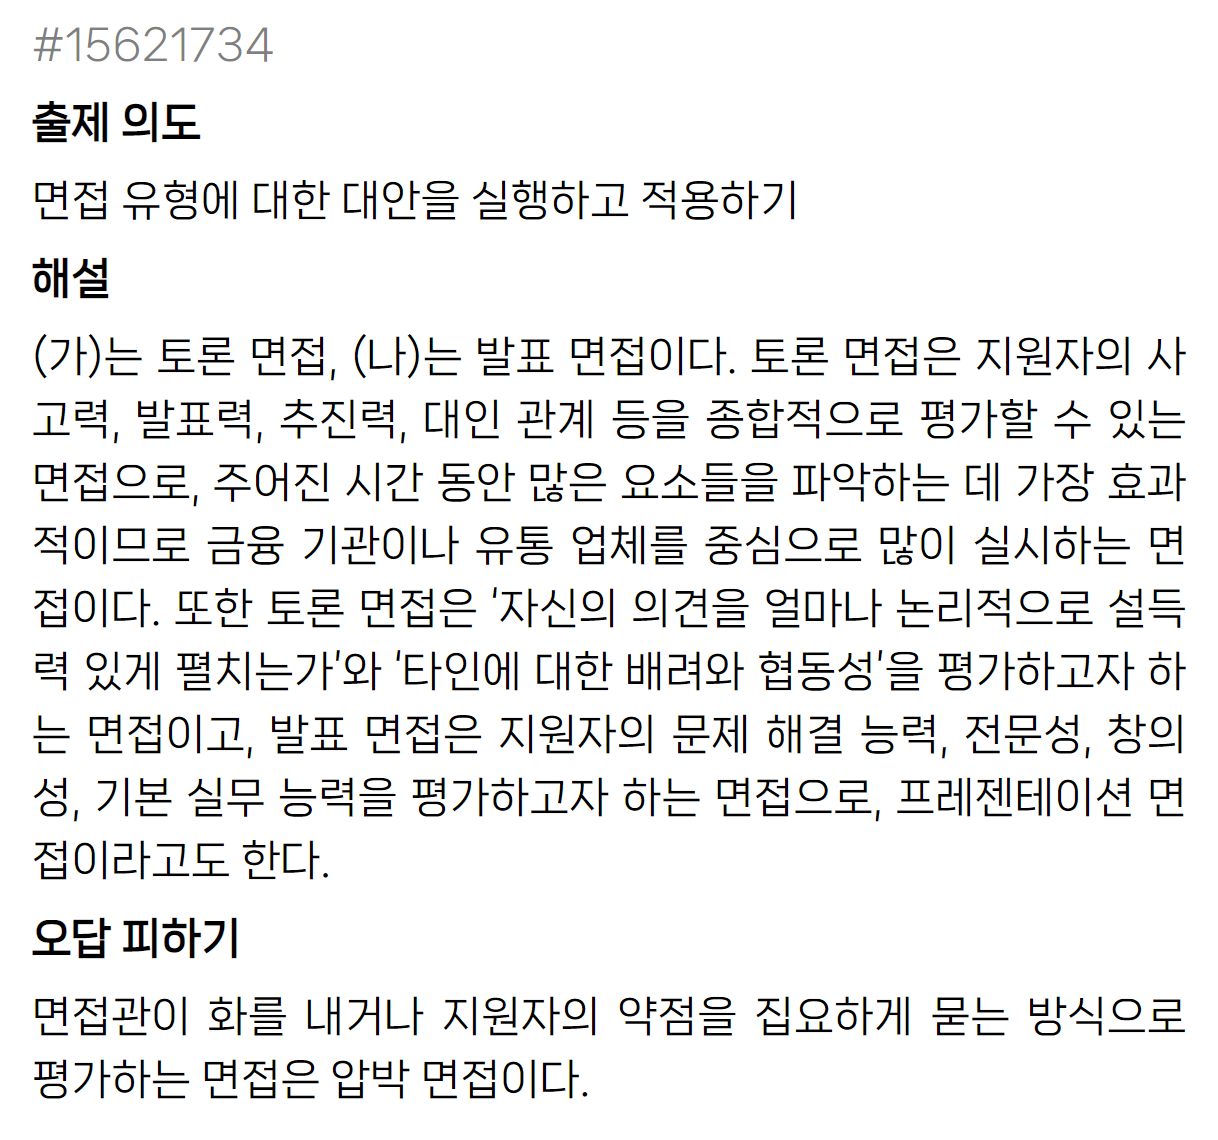 #15621734
출제 의도
면접 유형에 대한 대안을 실행하고 적용하기
해설
(가)는 토론 면접, (나)는 발표 면접이다. 토론 면접은 지원자의 사
고력, 발표력, 추진력, 대인 관계 등을 종합적으로 평가할 수 있는
면접으로, 주어진 시간 동안 많은 요소들을 파악하는 데 가장 효과
적이므로 금융 기관이나 유통 업체를 중심으로 많이 실시하는 면
접이다. 또한 토론 면접은 '자신의 의견을 얼마나 논리적으로 설득
력 있게 펼치는가'와 '타인에 대한 배려와 협동성'을 평가하고자 하
는 면접이고, 발표 면접은 지원자의 문제 해결 능력, 전문성, 창의
성, 기본 실무 능력을 평가하고자 하는 면접으로, 프레젠테이션 면
접이라고도 한다.
오답 피하기
면접관이 화를 내거나 지원자의 약점을 집요하게 묻는 방식으로
평가하는 면접은 압박 면접이다.